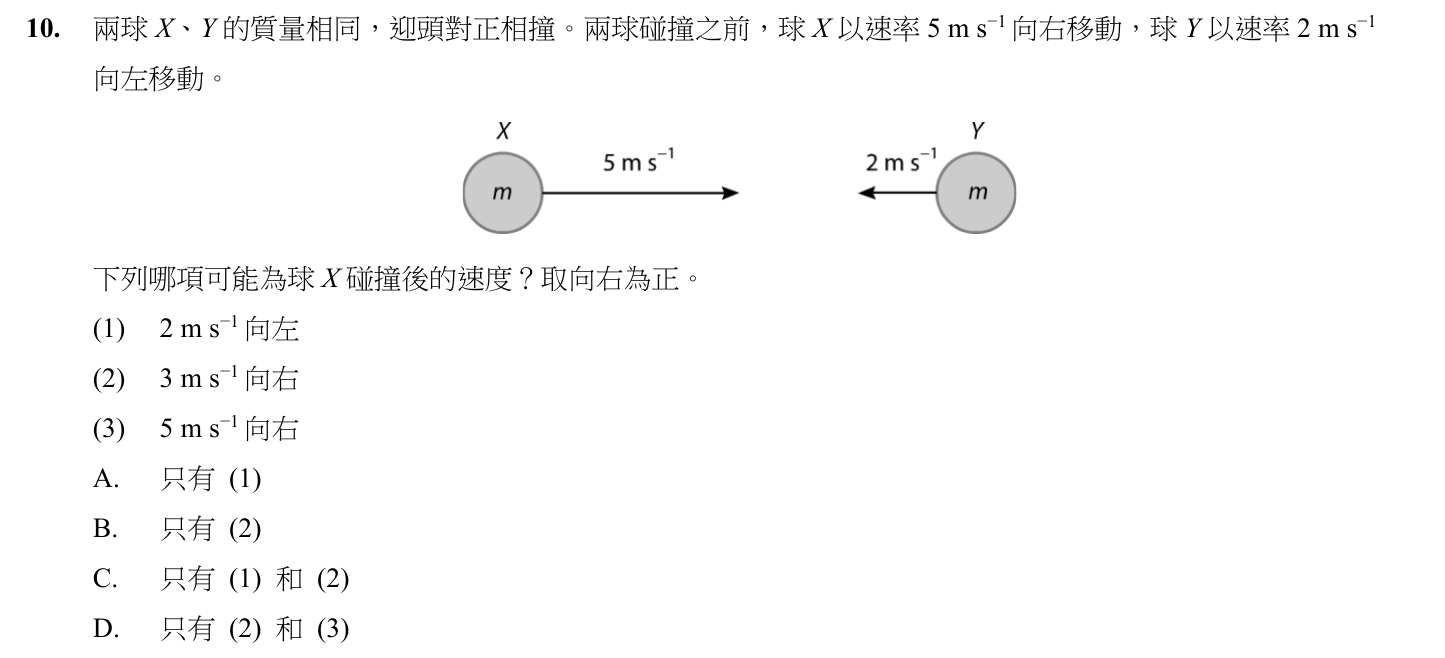 10. 兩球 X、Y 的質量相同，迎頭對正相撞。兩球碰撞之前，球 X 以速率 5 m s⁻¹ 向右移動，球 Y 以速率 2 m s⁻¹
向左移動。
X Y
5 m s⁻¹ 2 m s⁻¹
m m
下列哪項可能為球 X 碰撞後的速度？取向右為正。
(1) 2 m s⁻¹ 向左
(2) 3 m s⁻¹ 向右
(3) 5 m s⁻¹ 向右
A. 只有 (1)
B. 只有 (2)
C. 只有 (1) 和 (2)
D. 只有 (2) 和 (3)